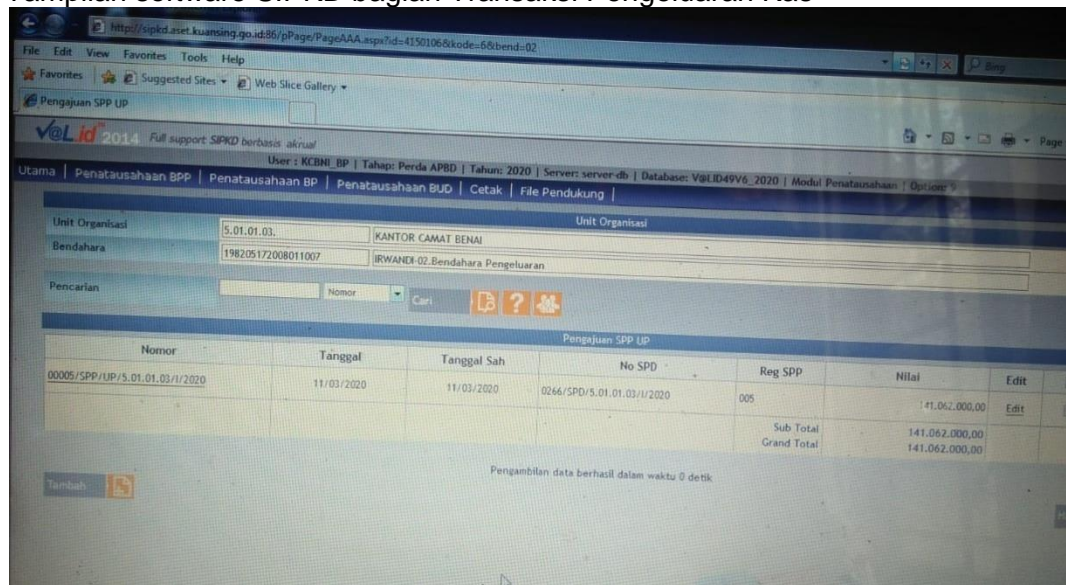 Tampilan software SIPKD bagian Transaksi Pengeluaran Kas
http://sipkd.aset.kuansing.go.id:86/pPage/PageAAA.aspx?id=4150106&kode=6&bend=02
Bing
File Edit View Favorites Tools Help
Favorites Suggested Sites Web Slice Gallery
Pengajuan SPP UP
Page
V@L.id 2014 Full support SIPKD berbasis akrual
User : KCBNI_BP | Tahap: Perda APBD | Tahun: 2020 | Server: server-db | Database: V@LID49V6_2020 | Modul Penatausahaan | Option: 9
Utama | Penatausahaan BPP | Penatausahaan BP | Penatausahaan BUD | Cetak | File Pendukung |
Unit Organisasi
Unit Organisasi 5.01.01.03. KANTOR CAMAT BENAI
Bendahara 198205172008011007 IRWANDI-02.Bendahara Pengeluaran
Pencarian Nomor Cari ?
Pengajuan SPP UP
Nomor Tanggal Tanggal Sah No SPD Reg SPP Nilai Edit
00005/SPP/UP/5.01.01.03/I/2020 11/03/2020 11/03/2020 0266/SPD/5.01.01.03/I/2020 005 141.062.000,00 Edit
Sub Total 141.062.000,00
Grand Total 141.062.000,00
Pengambilan data berhasil dalam waktu 0 detik
Tambah